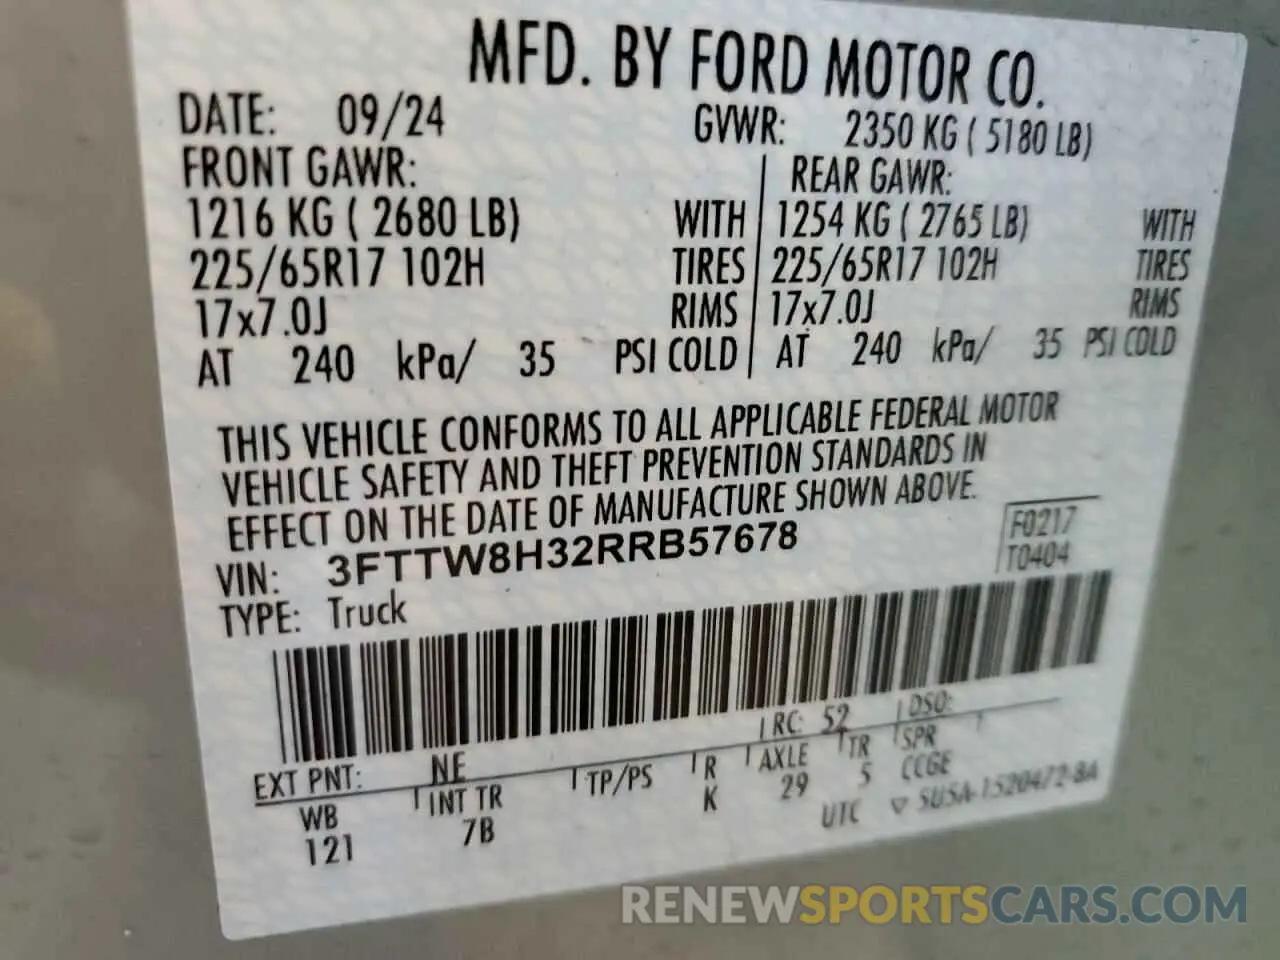 MFD. BY FORD MOTOR CO.
DATE: 09/24 GVWR: 2350 KG ( 5180 LB)
FRONT GAWR: REAR GAWR:
1216 KG ( 2680 LB) WITH 1254 KG ( 2765 LB) WITH
225/65R17 102H TIRES 225/65R17 102H TIRES
17x7.0J RIMS 17x7.0J RIMS
AT 240 kPa/ 35 PSI COLD AT 240 kPa/ 35 PSI COLD
THIS VEHICLE CONFORMS TO ALL APPLICABLE FEDERAL MOTOR
VEHICLE SAFETY AND THEFT PREVENTION STANDARDS IN
EFFECT ON THE DATE OF MANUFACTURE SHOWN ABOVE.
VIN: 3FTTW8H32RRB57678 F0217
TYPE: Truck T0404
EXT PNT: NE RC: 52 DSO:
WB INT TR TP/PS R AXLE TR SPR
121 7B K 29 5 CCGE
UTC ▽ SU5A-1520472-BA
RENEWSPORTSCARS.COM